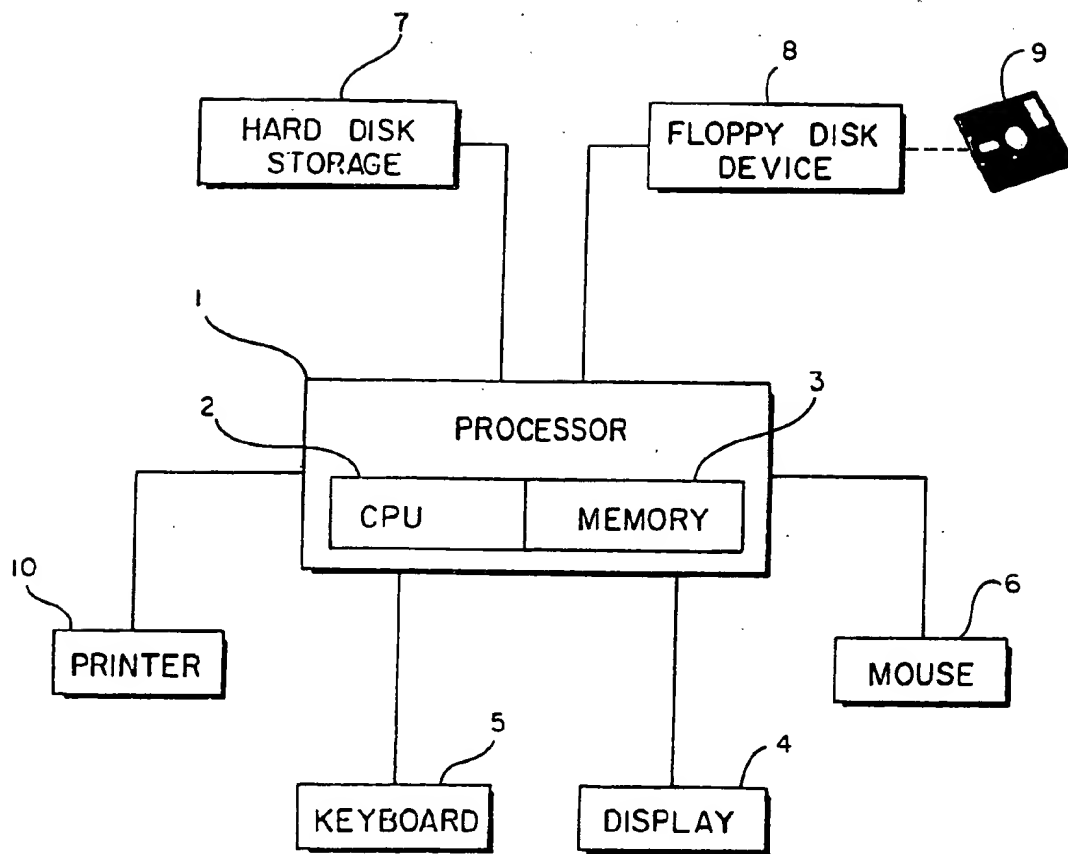 7
8
9
HARD DISK
STORAGE
FLOPPY DISK
DEVICE
1
2
3
PROCESSOR
CPU
MEMORY
10
6
PRINTER
MOUSE
5
4
KEYBOARD
DISPLAY